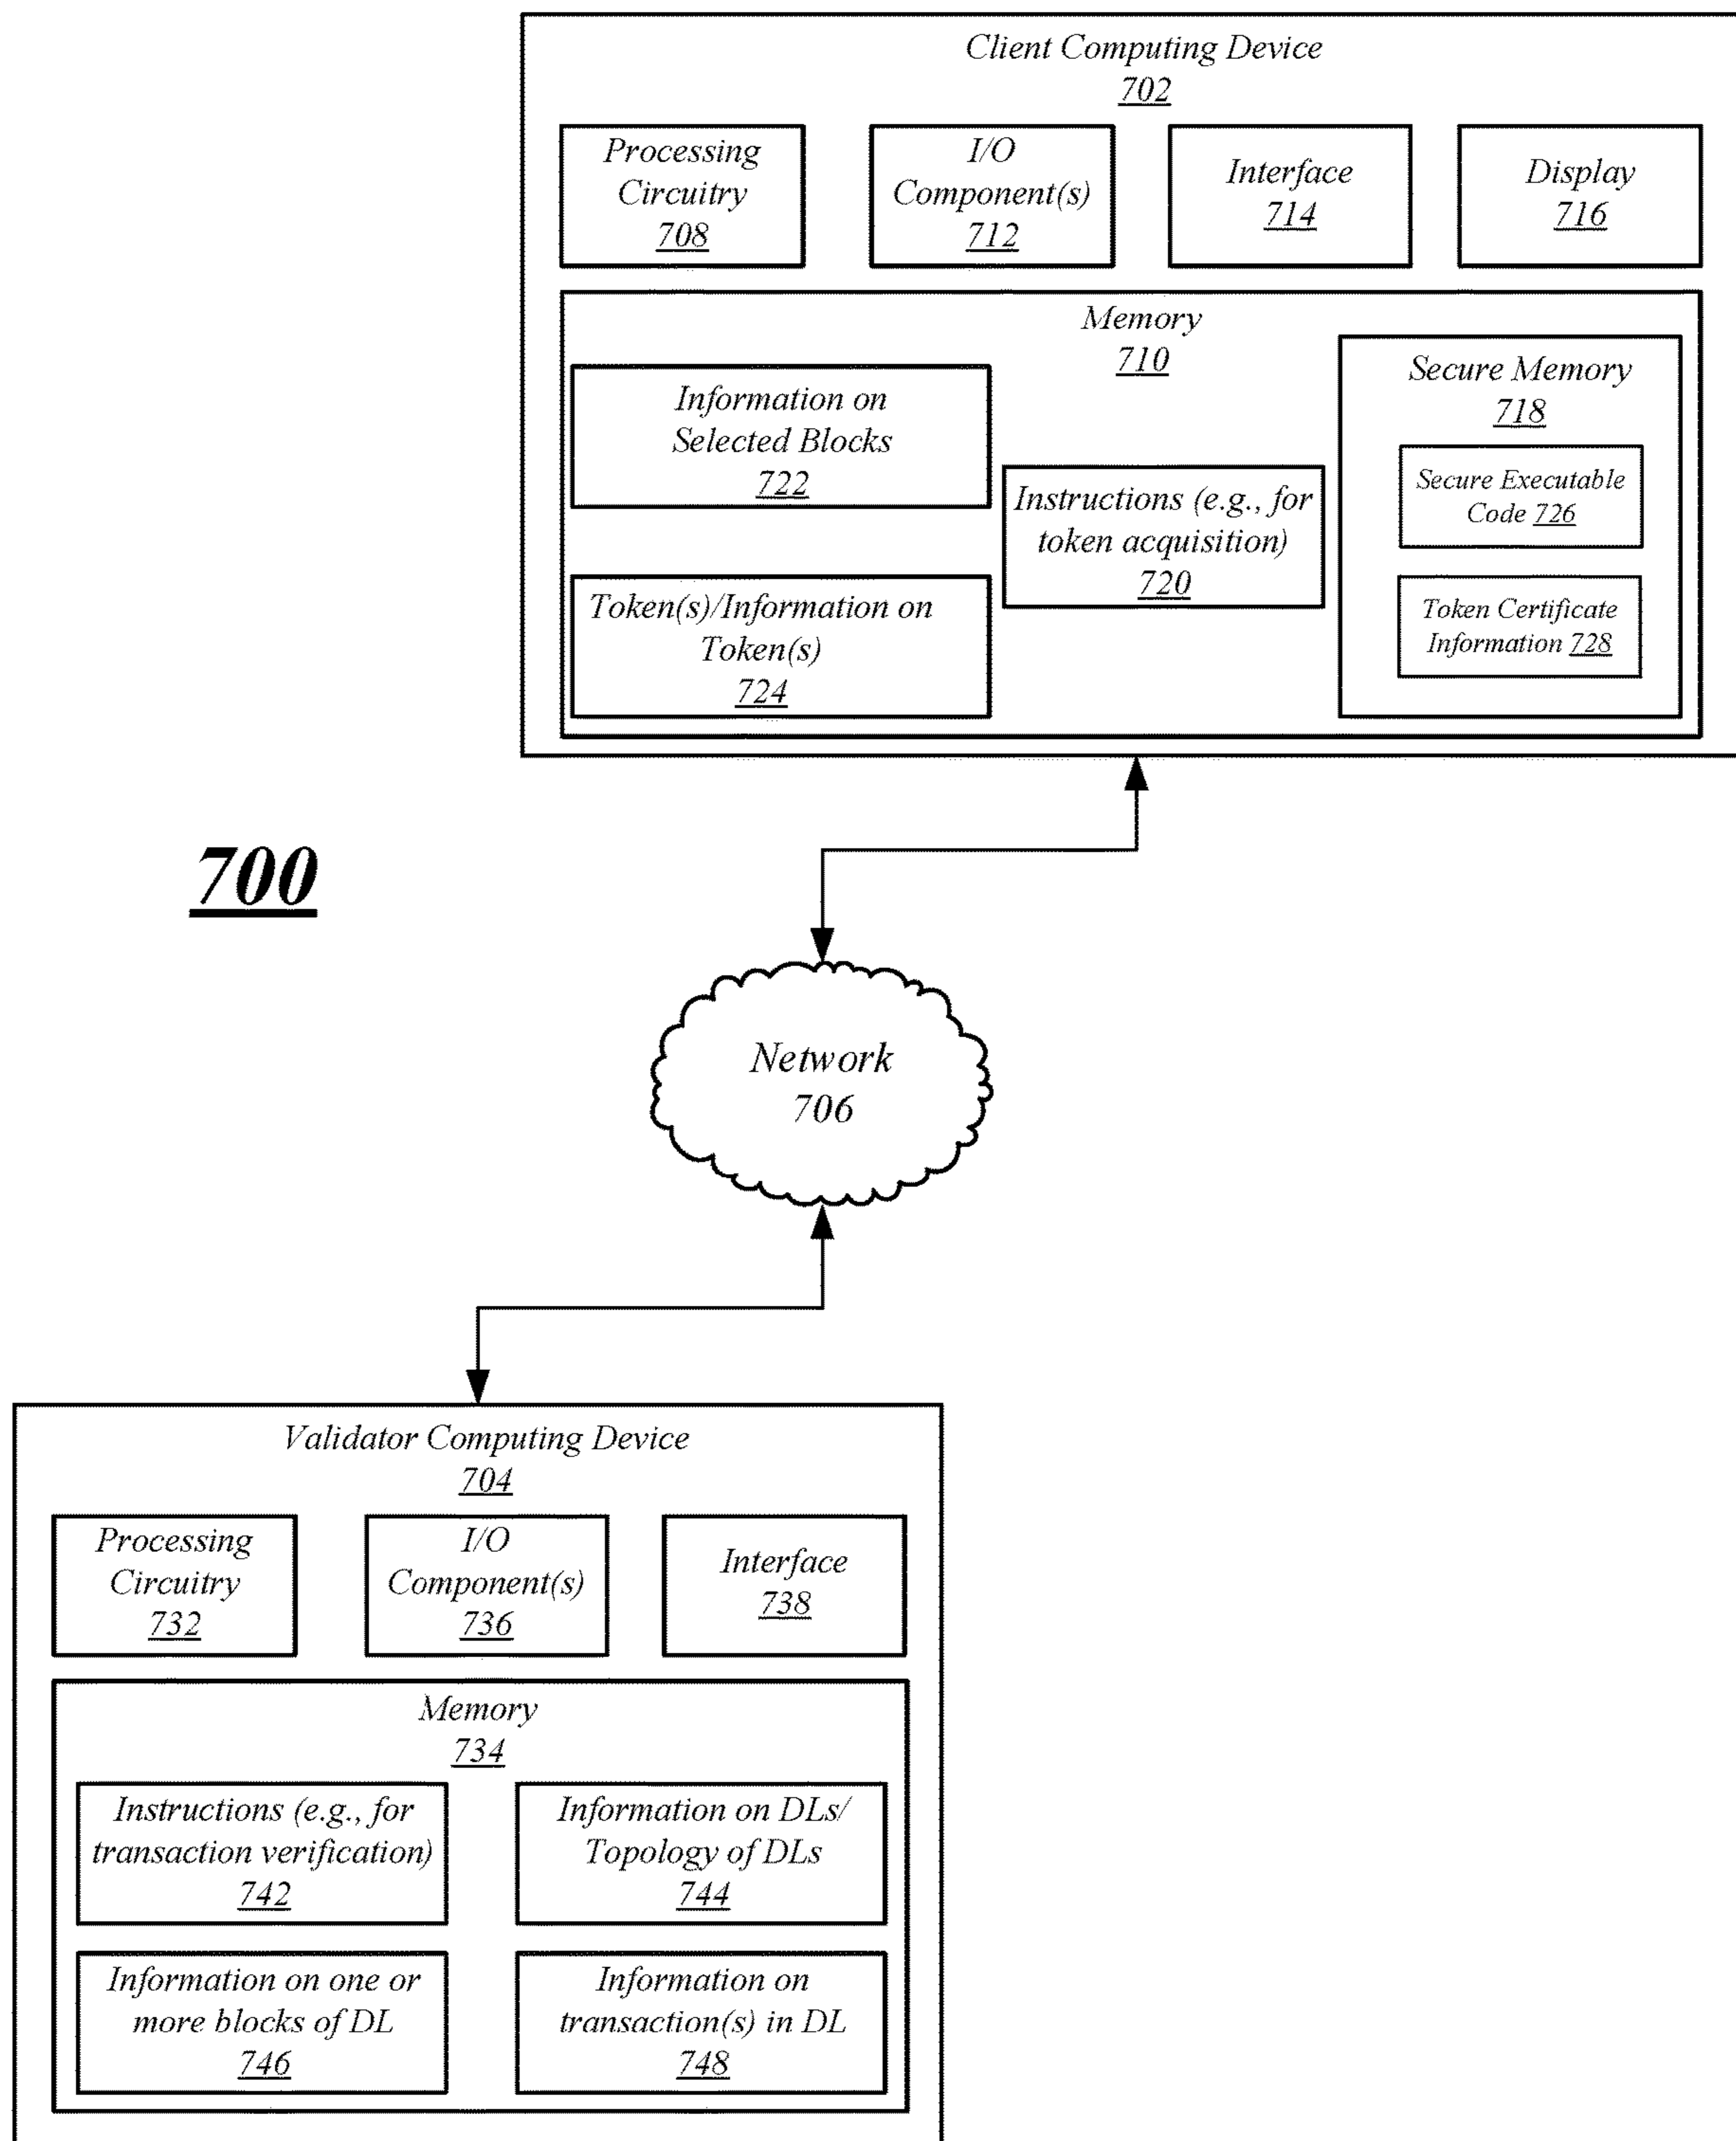 Client Computing Device
702
Processing
Circuitry
708
I/O
Component(s)
712
Interface
714
Display
716
Memory
710
Information on
Selected Blocks
722
Token(s)/Information on
Token(s)
724
Instructions (e.g., for
token acquisition)
720
Secure Memory
718
Secure Executable
Code 726
Token Certificate
Information 728
700
Network
706
Validator Computing Device
704
Processing
Circuitry
732
I/O
Component(s)
736
Interface
738
Memory
734
Instructions (e.g., for
transaction verification)
742
Information on DLs/
Topology of DLs
744
Information on one or
more blocks of DL
746
Information on
transaction(s) in DL
748